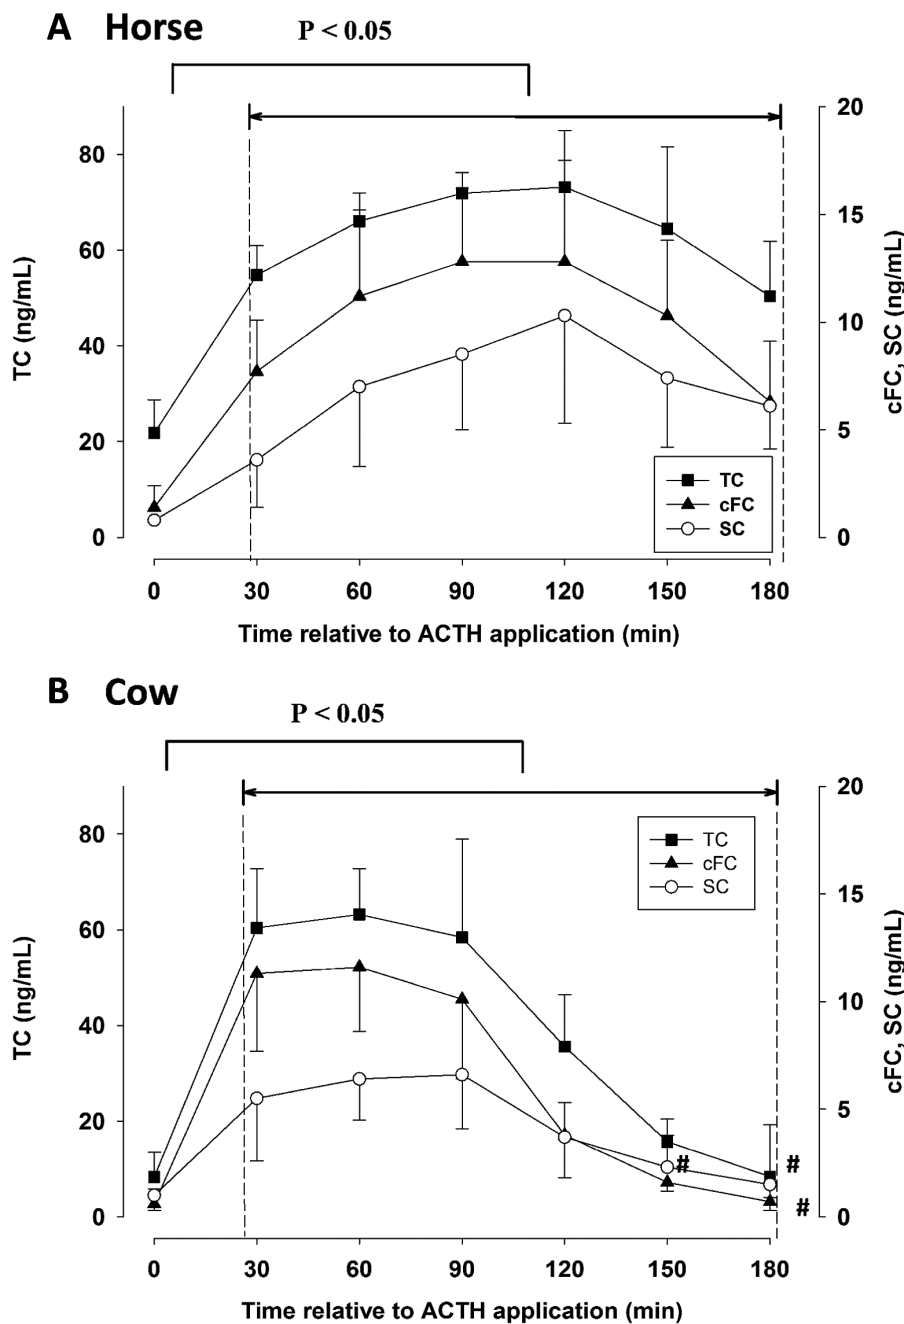 A Horse
P < 0.05
TC (ng/mL)
80
60
40
20
0
20
15
10
5
0
cFC, SC (ng/mL)
TC
cFC
SC
0 30 60 90 120 150 180
Time relative to ACTH application (min)
B Cow
P < 0.05
TC (ng/mL)
80
60
40
20
0
20
15
10
5
0
cFC, SC (ng/mL)
TC
cFC
SC
# #
#
0 30 60 90 120 150 180
Time relative to ACTH application (min)